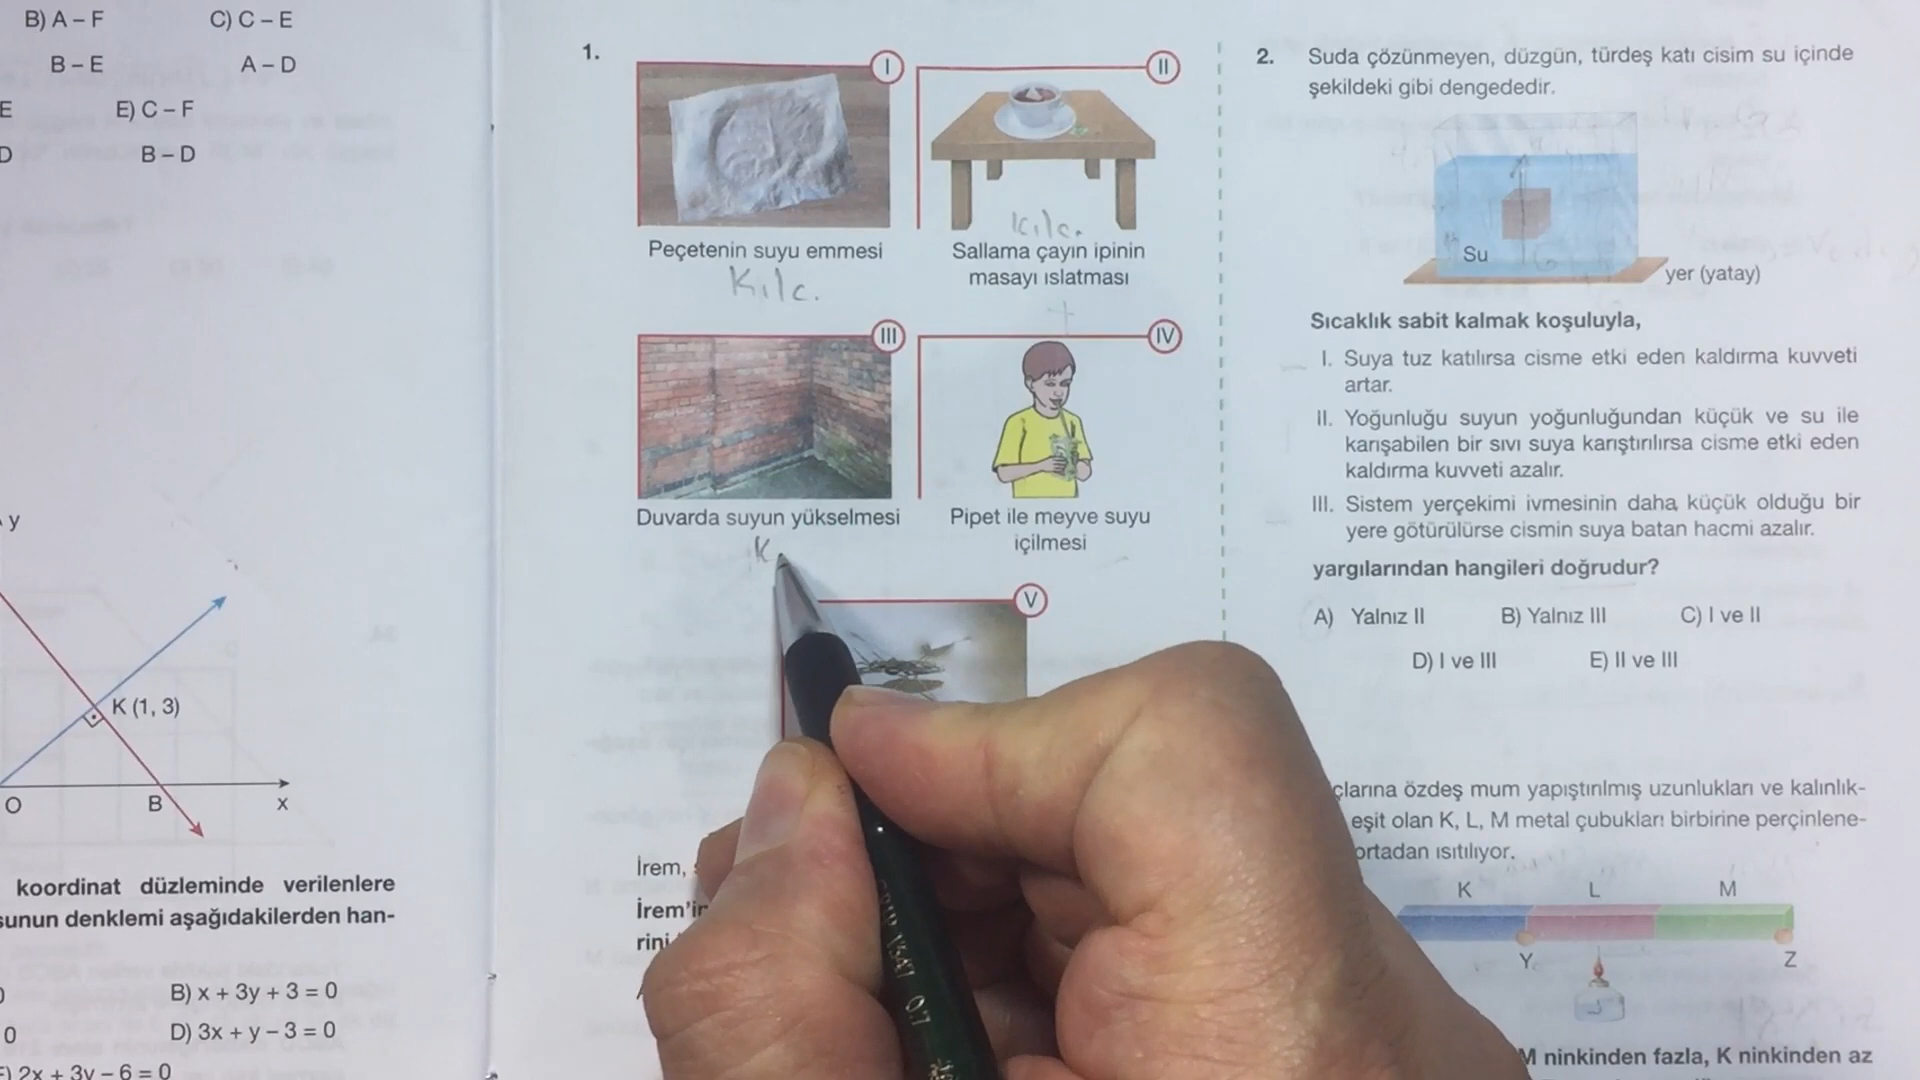 B) A – F
C) C – E
B – E
A – D
E
E) C – F
D
B – D
y
K (1, 3)
O
B
x
koordinat düzleminde verilenlere
sunun denklemi aşağıdakilerden han-
B) x + 3y + 3 = 0
0
D) 3x + y – 3 = 0
2x + 3y – 6 = 0
1.
I
II
Peçetenin suyu emmesi
Kılc.
Kılc.
Sallama çayın ipinin
masayı ıslatması
III
IV
Duvarda suyun yükselmesi
K
Pipet ile meyve suyu
içilmesi
V
İrem,
İrem'in
rini
2. Suda çözünmeyen, düzgün, türdeş katı cisim su içinde
şekildeki gibi dengededir.
Su
yer (yatay)
Sıcaklık sabit kalmak koşuluyla,
I. Suya tuz katılırsa cisme etki eden kaldırma kuvveti
artar.
II. Yoğunluğu suyun yoğunluğundan küçük ve su ile
karışabilen bir sıvı suya karıştırılırsa cisme etki eden
kaldırma kuvveti azalır.
III. Sistem yerçekimi ivmesinin daha küçük olduğu bir
yere götürülürse cismin suya batan hacmi azalır.
yargılarından hangileri doğrudur?
A) Yalnız II
B) Yalnız III
C) I ve II
D) I ve III
E) II ve III
çlarına özdeş mum yapıştırılmış uzunlukları ve kalınlık-
eşit olan K, L, M metal çubukları birbirine perçinlene-
ortadan ısıtılıyor.
K
L
M
Y
Z
M ninkinden fazla, K ninkinden az